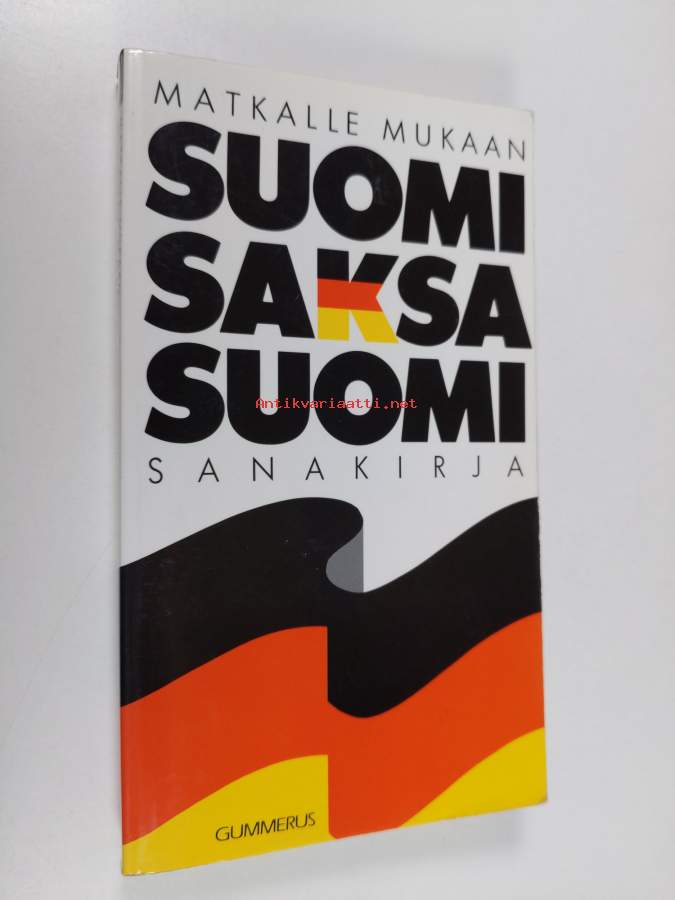 MATKALLE MUKAAN
SUOMI
SAKSA
SUOMI
Antikvariaatti.net
SANAKIRJA
GUMMERUS